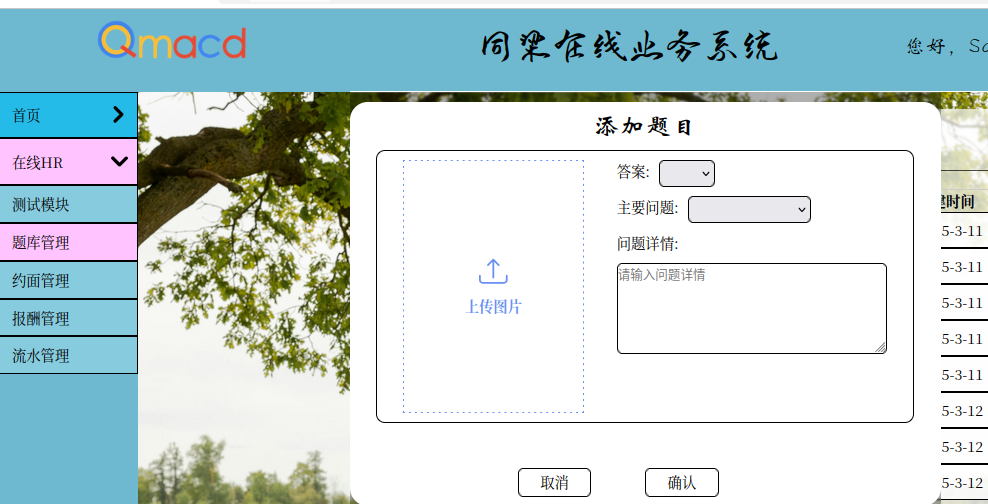 Qmacd
同梁在线业务系统
您好，Sa
首页
在线HR
测试模块
题库管理
约面管理
报酬管理
流水管理
添加题目
上传图片
答案:
主要问题:
问题详情:
请输入问题详情
取消
确认
建时间
5-3-11
5-3-11
5-3-11
5-3-11
5-3-11
5-3-12
5-3-12
5-3-12